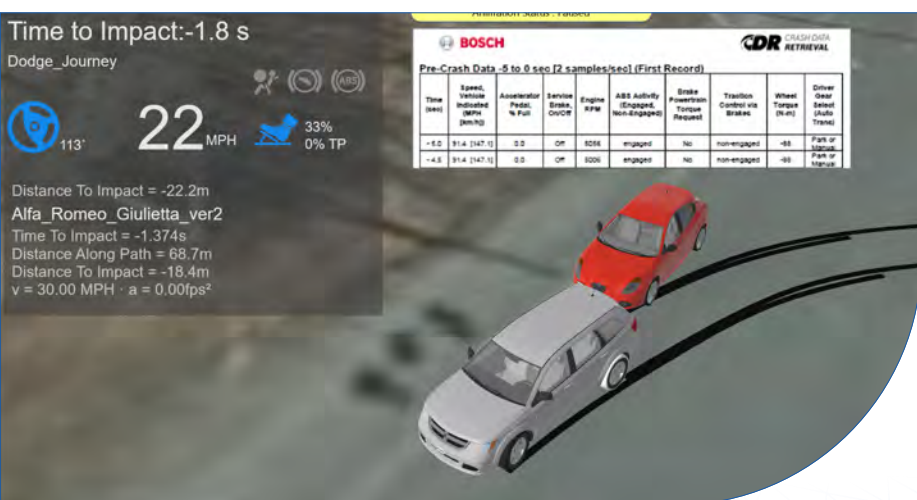 Time to Impact:-1.8 s
Dodge_Journey
(ABS)
113°
22 MPH
33%
0% TP
Distance To Impact = -22.2m
Alfa_Romeo_Giulietta_ver2
Time To Impact = -1.374s
Distance Along Path = 68.7m
Distance To Impact = -18.4m
v = 30.00 MPH · a = 0.00fps²
Animation Status : Paused
BOSCH
CDR CRASH DATA
RETRIEVAL
Pre-Crash Data -5 to 0 sec [2 samples/sec] (First Record)
Time (sec) Speed, Vehicle Indicated (MPH [km/h]) Accelerator Pedal, % Full Service Brake, On/Off Engine RPM ABS Activity (Engaged, Non-Engaged) Brake Powertrain Torque Request Traction Control via Brakes Wheel Torque (N-m) Driver Gear Select (Auto Trans)
-5.0 91.4 [147.1] 0.0 Off engaged No non-engaged Park or Manual
-4.5 91.4 [147.1] 0.0 Off engaged No non-engaged Park or Manual